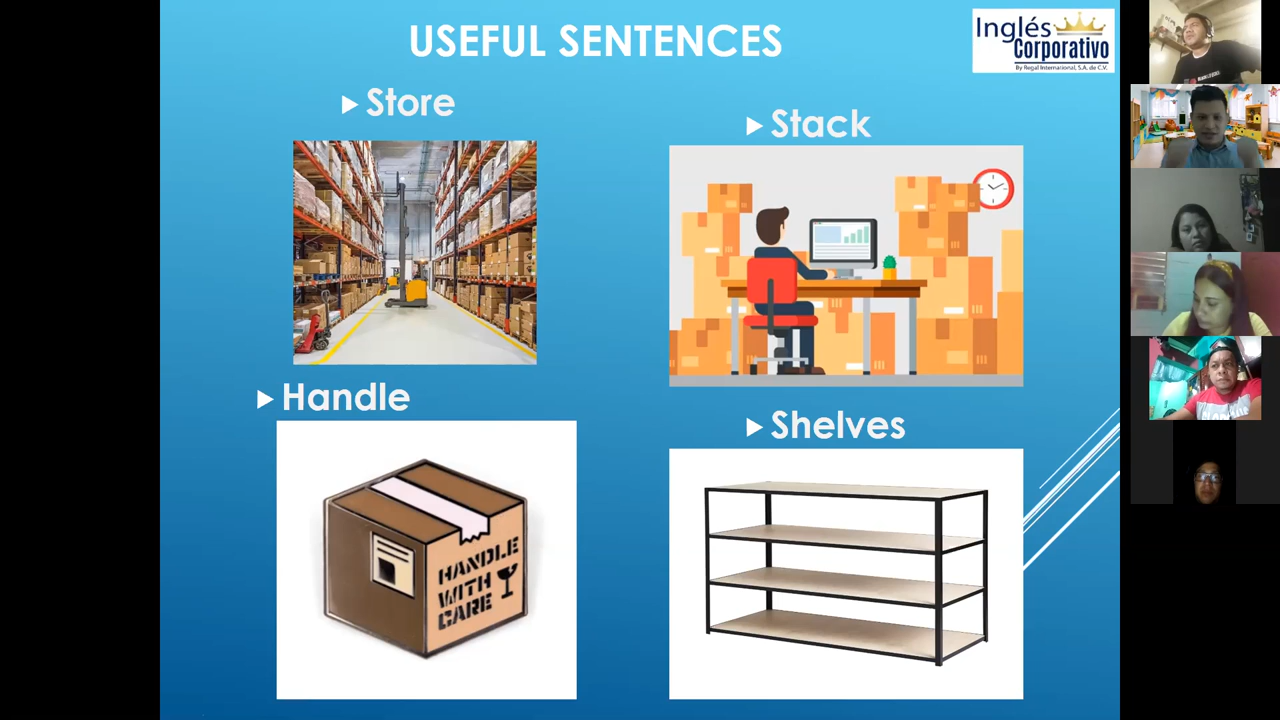 USEFUL SENTENCES
Inglés
Corporativo
By Regal International, S.A. de C.V.
Store
Stack
Handle
HANDLE
WITH
CARE
Shelves